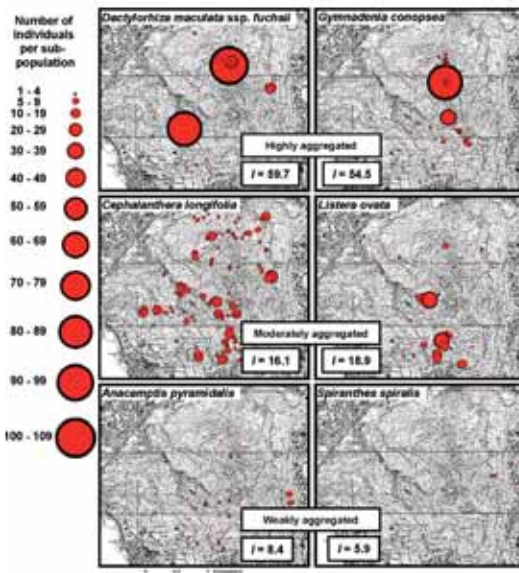 Number of
individuals
per sub-
population
1 - 4
5 - 9
10 - 19
20 - 29
30 - 39
40 - 49
50 - 59
60 - 69
70 - 79
80 - 89
90 - 99
100 - 109
Dactylorhiza maculata ssp. fuchsii
Gymnadenia conopsea
Highly aggregated
I = 59.7
I = 54.5
Cephalanthera longifolia
Listera ovata
Moderately aggregated
I = 16.1
I = 18.9
Anacamptis pyramidalis
Spiranthes spiralis
Weakly aggregated
I = 8.4
I = 5.9